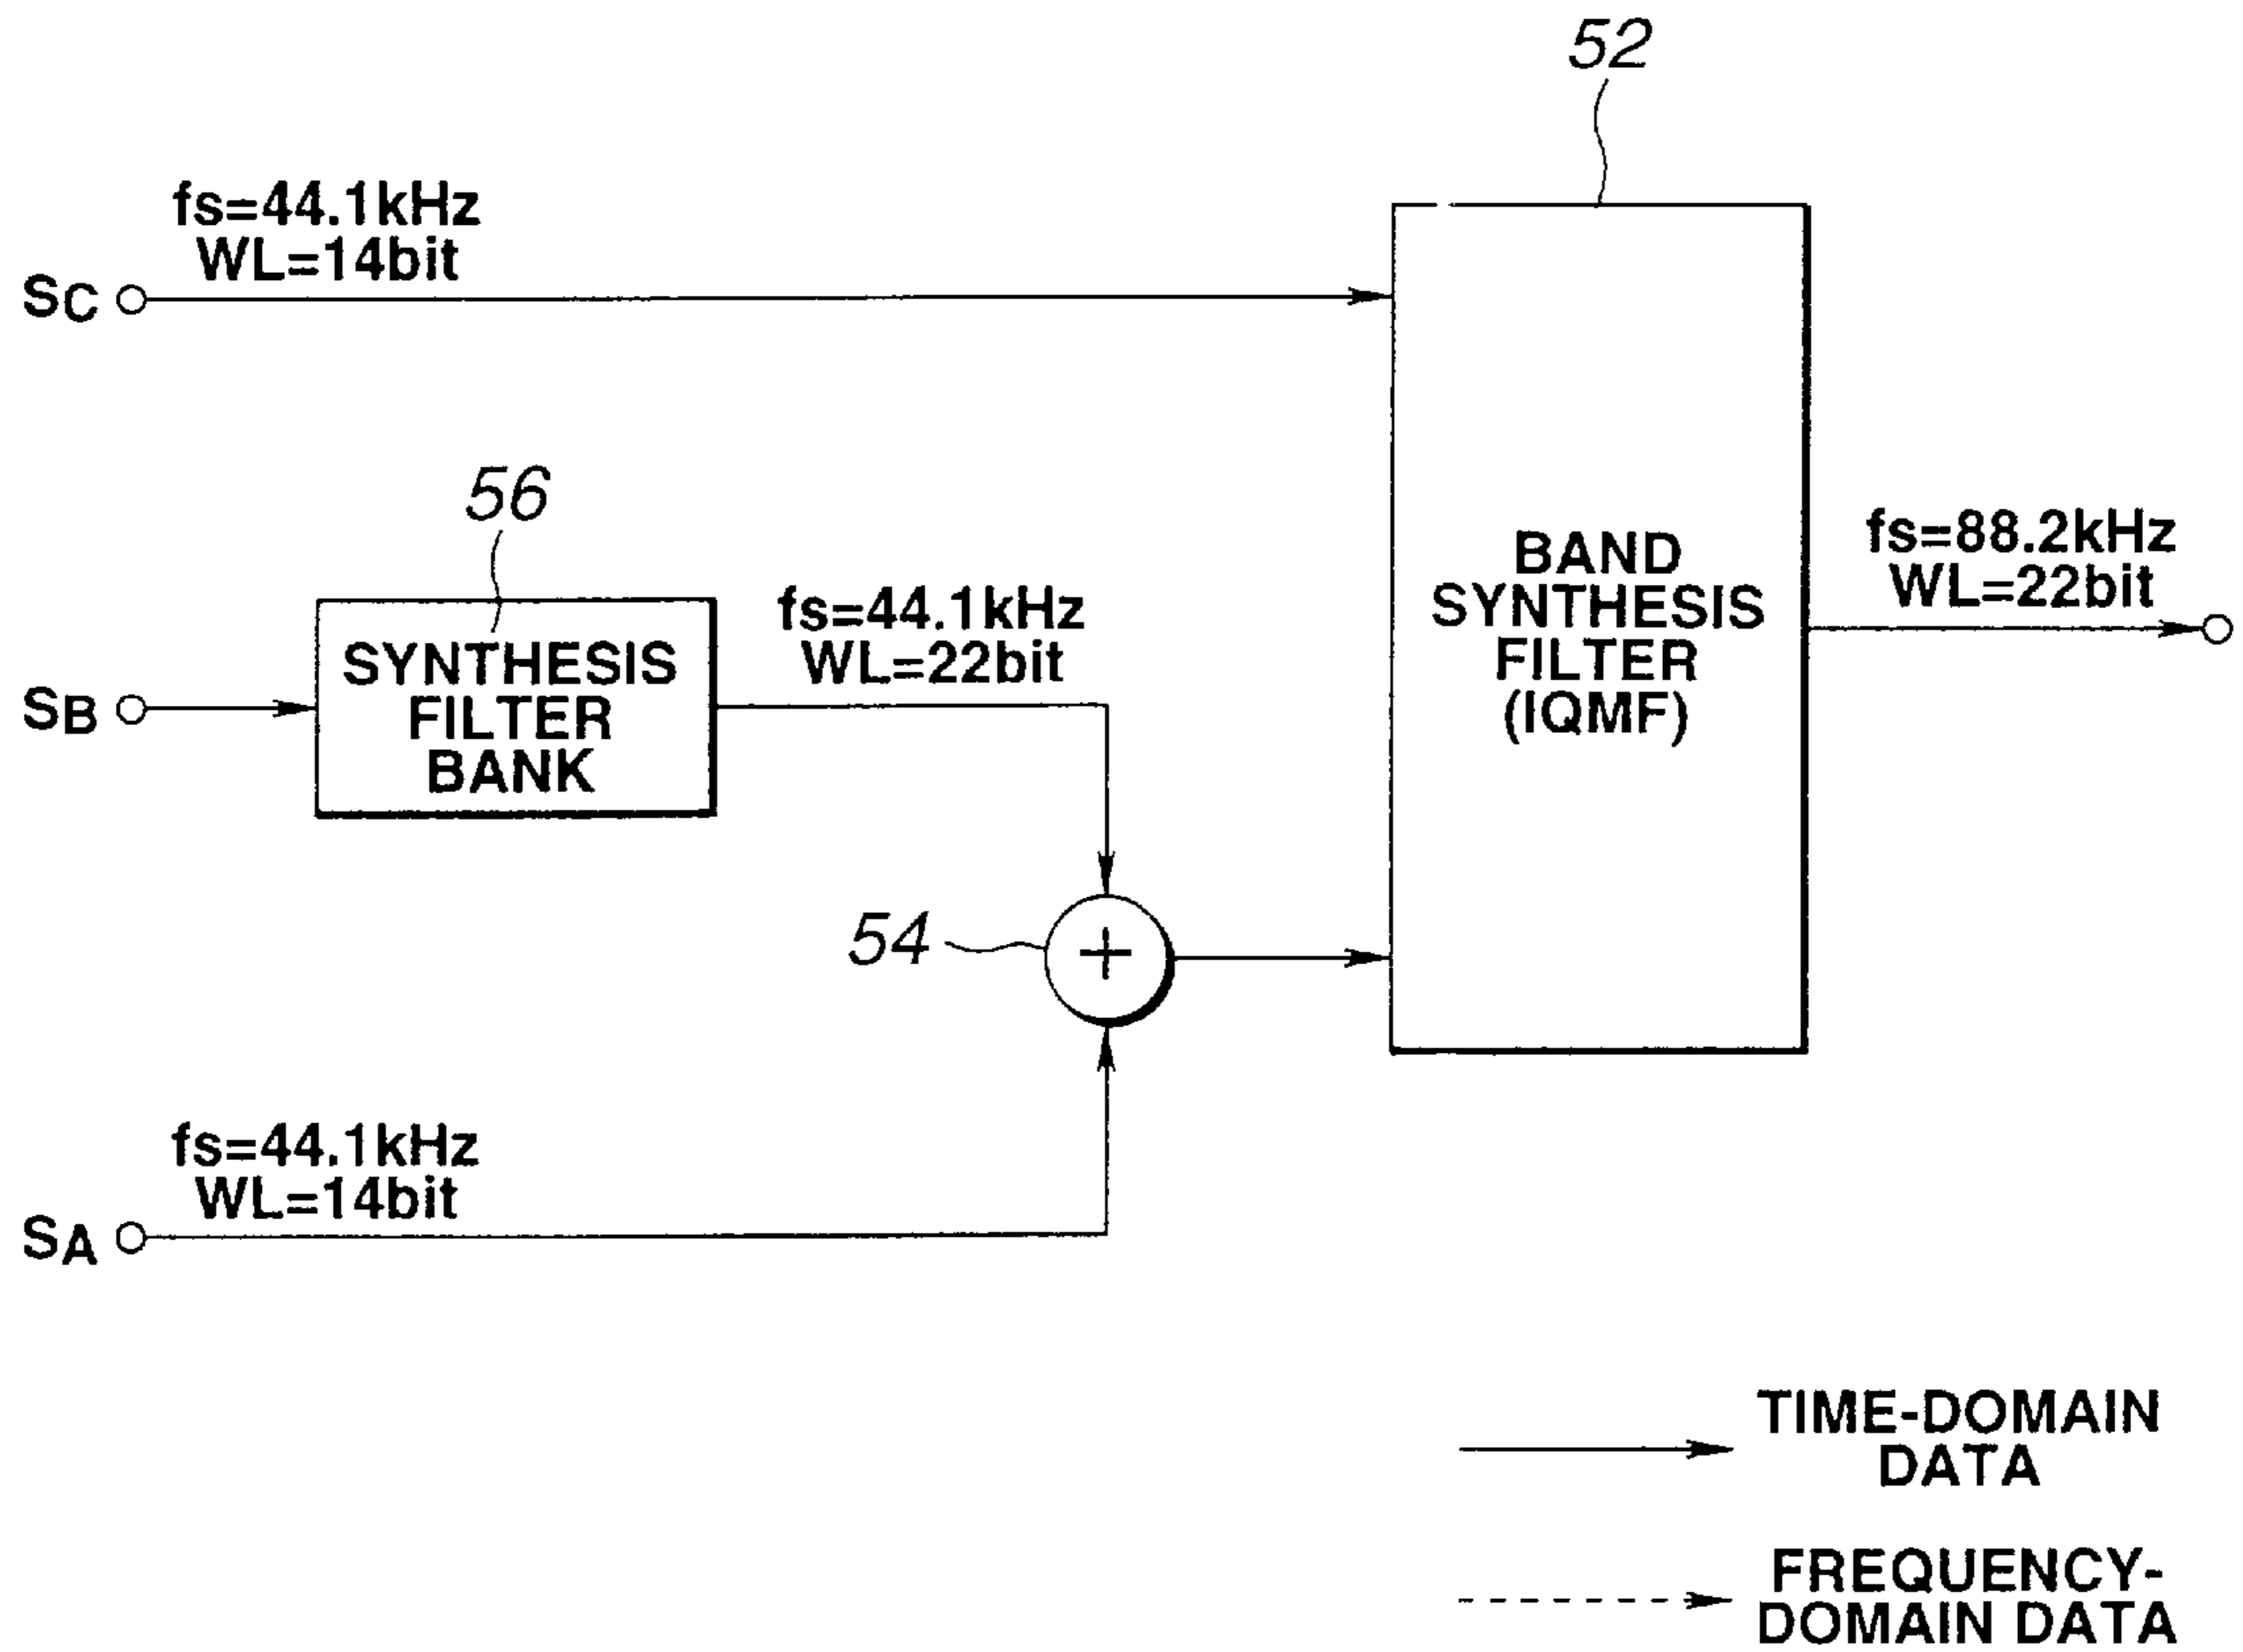 52
fs=44.1kHz
WL=14bit
SC
56
SYNTHESIS
FILTER
BANK
SB
fs=44.1kHz
WL=22bit
BAND
SYNTHESIS
FILTER
(IQMF)
fs=88.2kHz
WL=22bit
54
+
fs=44.1kHz
WL=14bit
SA
TIME-DOMAIN
DATA
FREQUENCY-
DOMAIN DATA